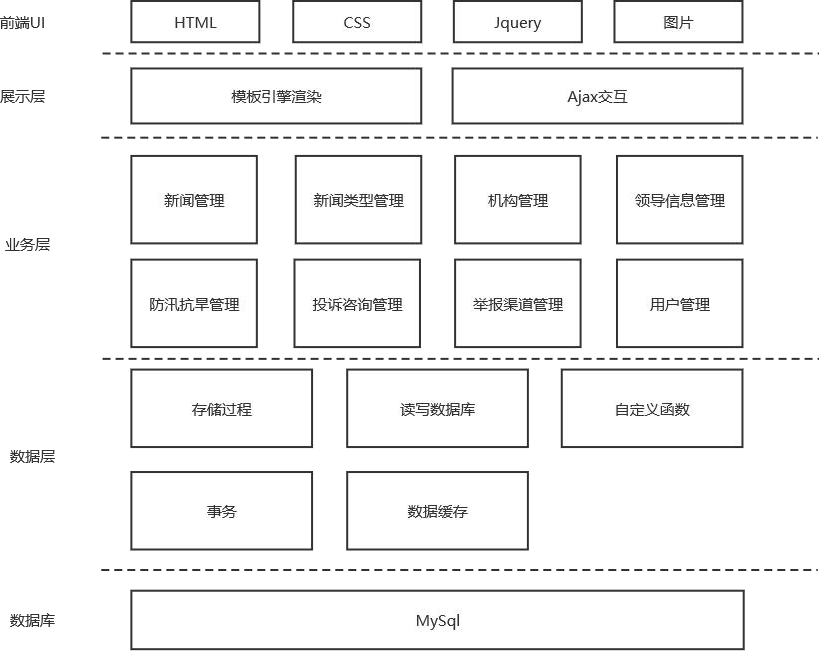 前端UI
HTML
CSS
Jquery
图片
展示层
模板引擎渲染
Ajax交互
业务层
新闻管理
新闻类型管理
机构管理
领导信息管理
防汛抗旱管理
投诉咨询管理
举报渠道管理
用户管理
数据层
存储过程
读写数据库
自定义函数
事务
数据缓存
数据库
MySql